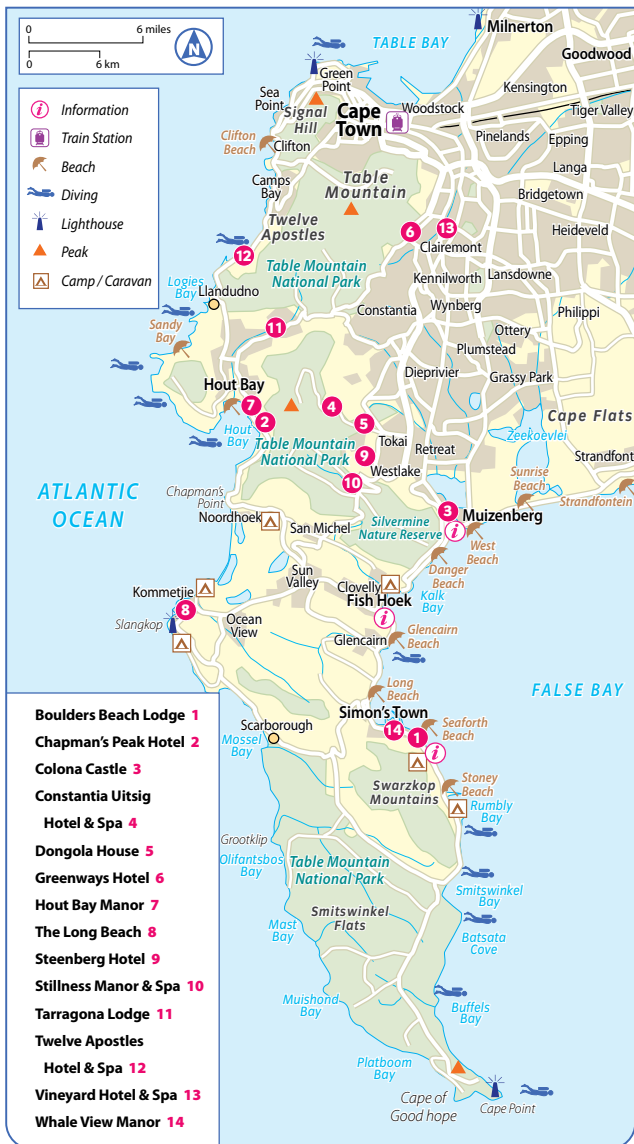 0 6 miles
0 6 km
N
i Information
Train Station
Beach
Diving
Lighthouse
Peak
Camp / Caravan
TABLE BAY
Milnerton
Goodwood
Green
Point
Sea
Point
Signal
Hill
Cape
Town
Woodstock
Kensington
Tiger Valley
Pinelands
Epping
Clifton
Beach
Clifton
Langa
Camps
Bay
Table
Mountain
Bridgetown
Twelve
Apostles
6
13
Clairemont
Heideveld
12
Table Mountain
National Park
Kennilworth
Lansdowne
Logies
Bay
Llandudno
Constantia
Wynberg
Philippi
11
Ottery
Sandy
Bay
Plumstead
Dieprivier
Grassy Park
Hout Bay
7
4
2
5
Cape Flats
Hout
Bay
Table Mountain
National Park
Tokai
Retreat
Zeekoevlei
9
Westlake
Strandfont
10
Sunrise
Beach
ATLANTIC
OCEAN
Chapman's
Point
Noordhoek
San Michel
Silvermine
Nature Reserve
3
Muizenberg
i
Strandfontein
West
Beach
Danger
Beach
Sun
Valley
Clovelly
Kalk
Bay
Kommetjie
8
Fish Hoek
i
Slangkop
Ocean
View
Glencairn
Glencairn
Beach
FALSE BAY
Long
Beach
Simon's Town
Scarborough
Mossel
Bay
14
1
i
Seaforth
Beach
Swarzkop
Mountains
Stoney
Beach
Rumbly
Bay
Grootklip
Olifantsbos
Bay
Table Mountain
National Park
Smitswinkel
Bay
Smitswinkel
Flats
Mast
Bay
Batsata
Cove
Muishond
Bay
Buffels
Bay
Platboom
Bay
Cape of
Good hope
Cape Point
Boulders Beach Lodge 1
Chapman's Peak Hotel 2
Colona Castle 3
Constantia Uitsig
Hotel & Spa 4
Dongola House 5
Greenways Hotel 6
Hout Bay Manor 7
The Long Beach 8
Steenberg Hotel 9
Stillness Manor & Spa 10
Tarragona Lodge 11
Twelve Apostles
Hotel & Spa 12
Vineyard Hotel & Spa 13
Whale View Manor 14